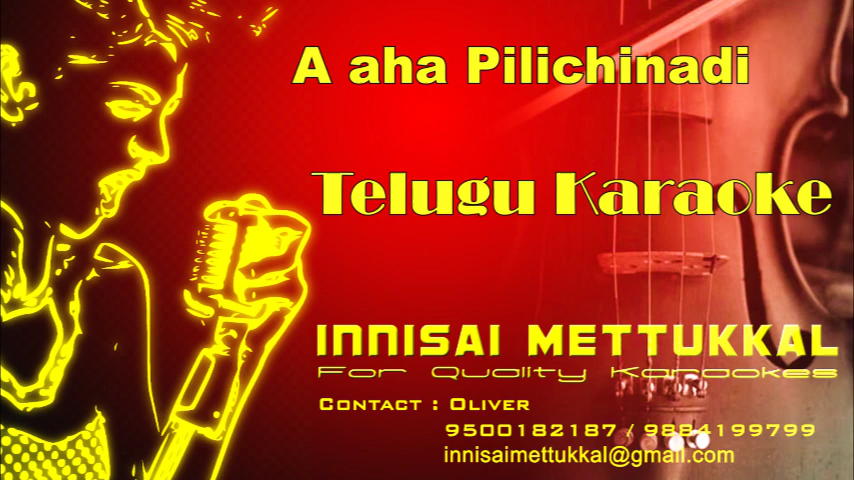 A aha Pilichinadi
Telugu Karaoke
INNISAI METTUKKAL
For Quality Karaokes
Contact : Oliver
9500182187 / 9884199799
innisaimettukkal@gmail.com